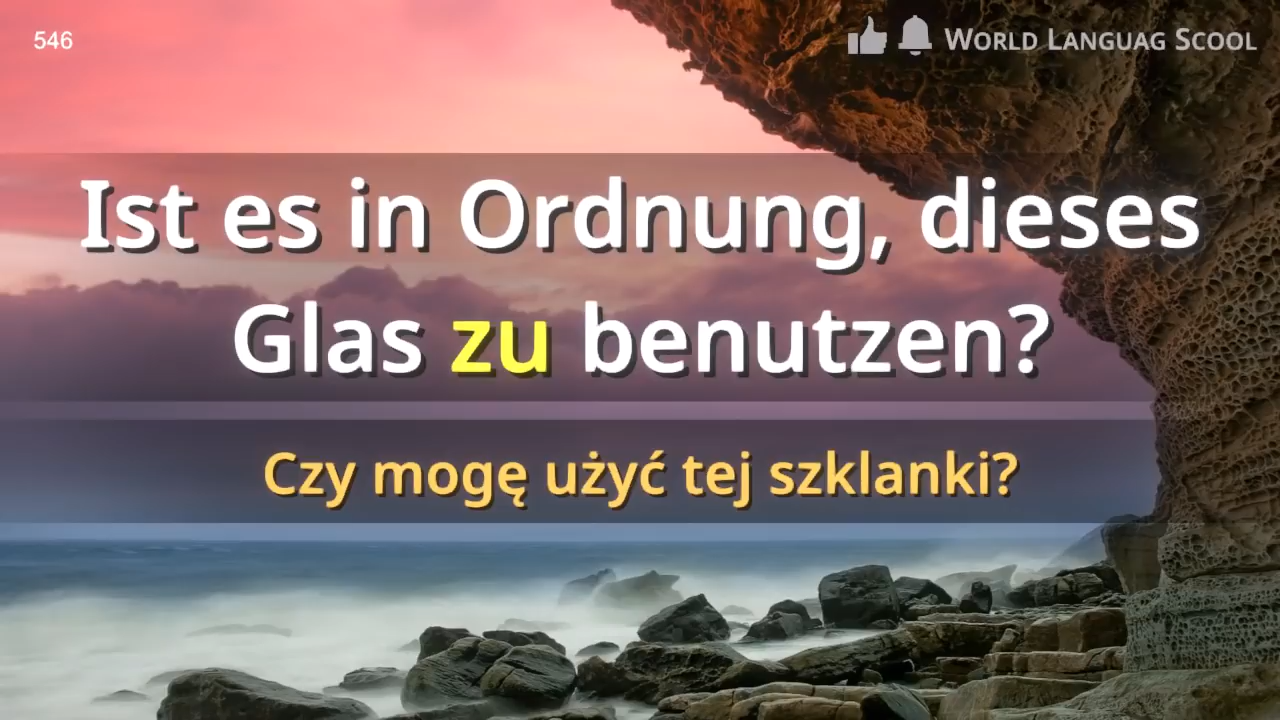 546
World Languag Scool
Ist es in Ordnung, dieses
Glas zu benutzen?
Czy mogę użyć tej szklanki?